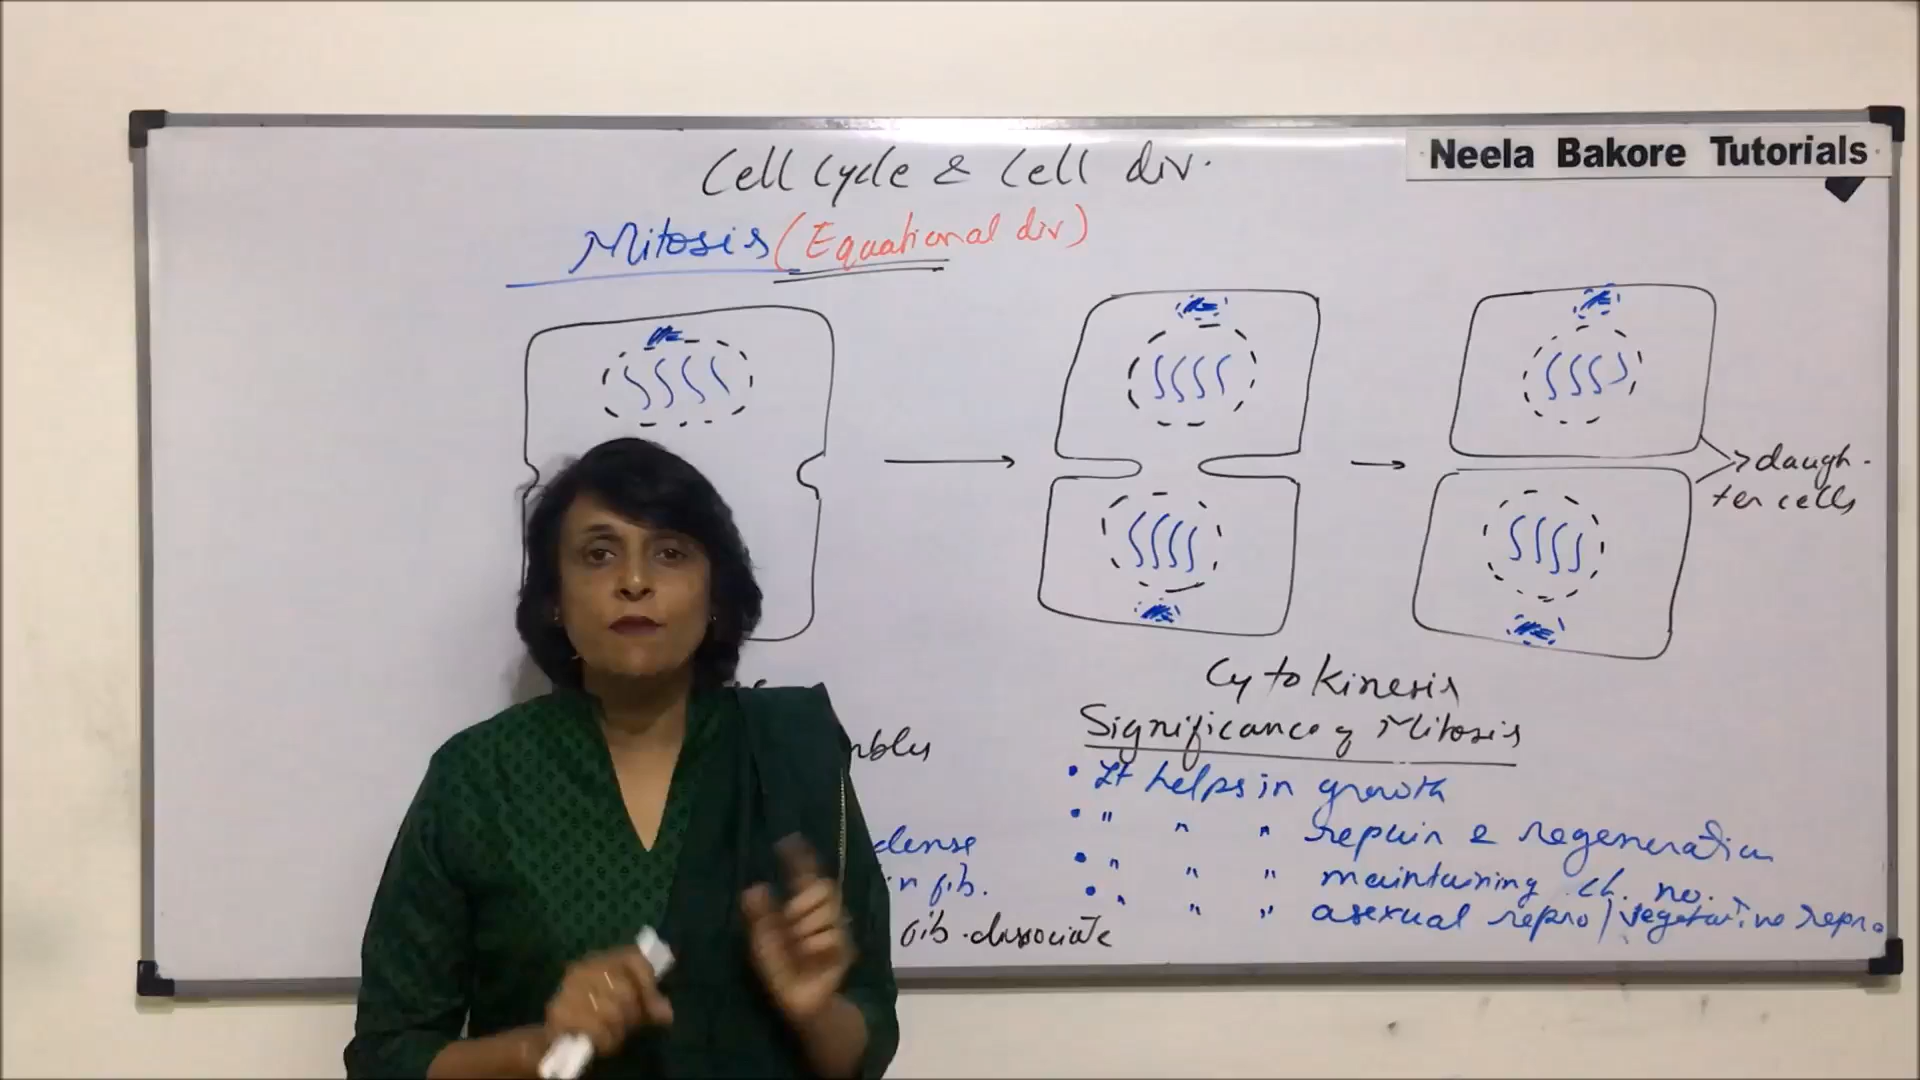 Neela Bakore Tutorials
Cell Cycle & Cell div.
Mitosis (Equational div)
daugh-
ter cells
Cytokinesis
Significance of Mitosis
• It helps in growth
• " " " repair & regeneration
• " " " maintaining ch. no.
• " " " asexual repro / vegetative repro
dense
in fib.
fib. dissociate